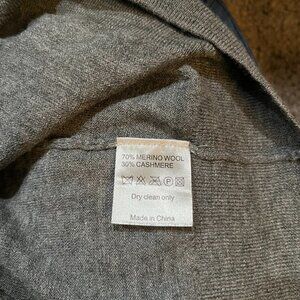 70% MERINO WOOL
30% CASHMERE
Dry clean only
Made in China